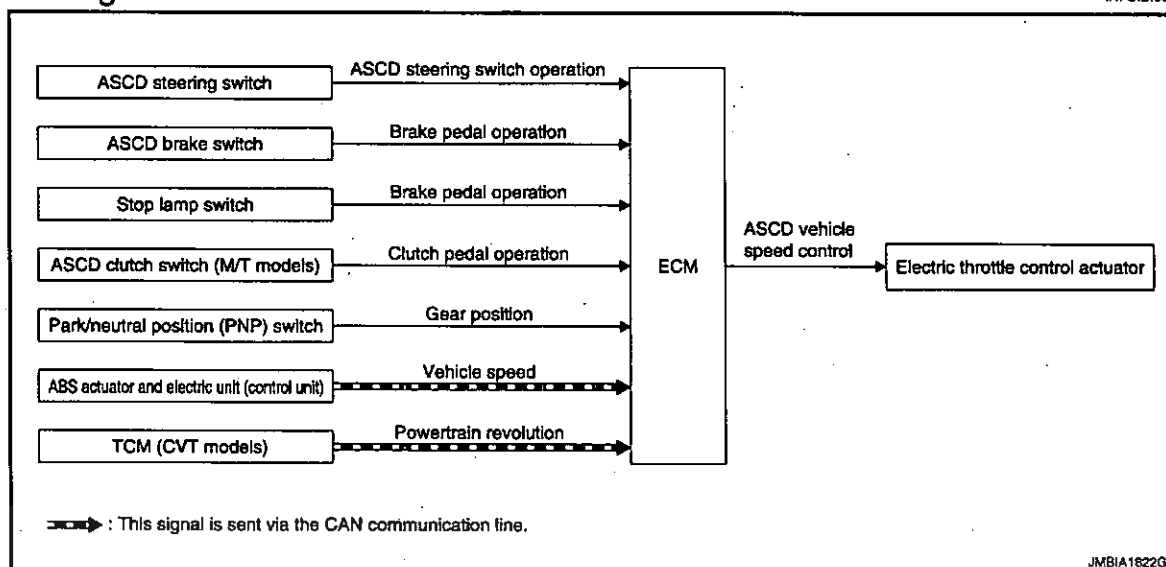 ASCD steering switch
ASCD steering switch operation
ASCD brake switch
Brake pedal operation
Stop lamp switch
Brake pedal operation
ASCD clutch switch (M/T models)
Clutch pedal operation
Park/neutral position (PNP) switch
Gear position
ABS actuator and electric unit (control unit)
Vehicle speed
TCM (CVT models)
Powertrain revolution
ECM
ASCD vehicle
speed control
Electric throttle control actuator
: This signal is sent via the CAN communication line.
JMBIA1822G